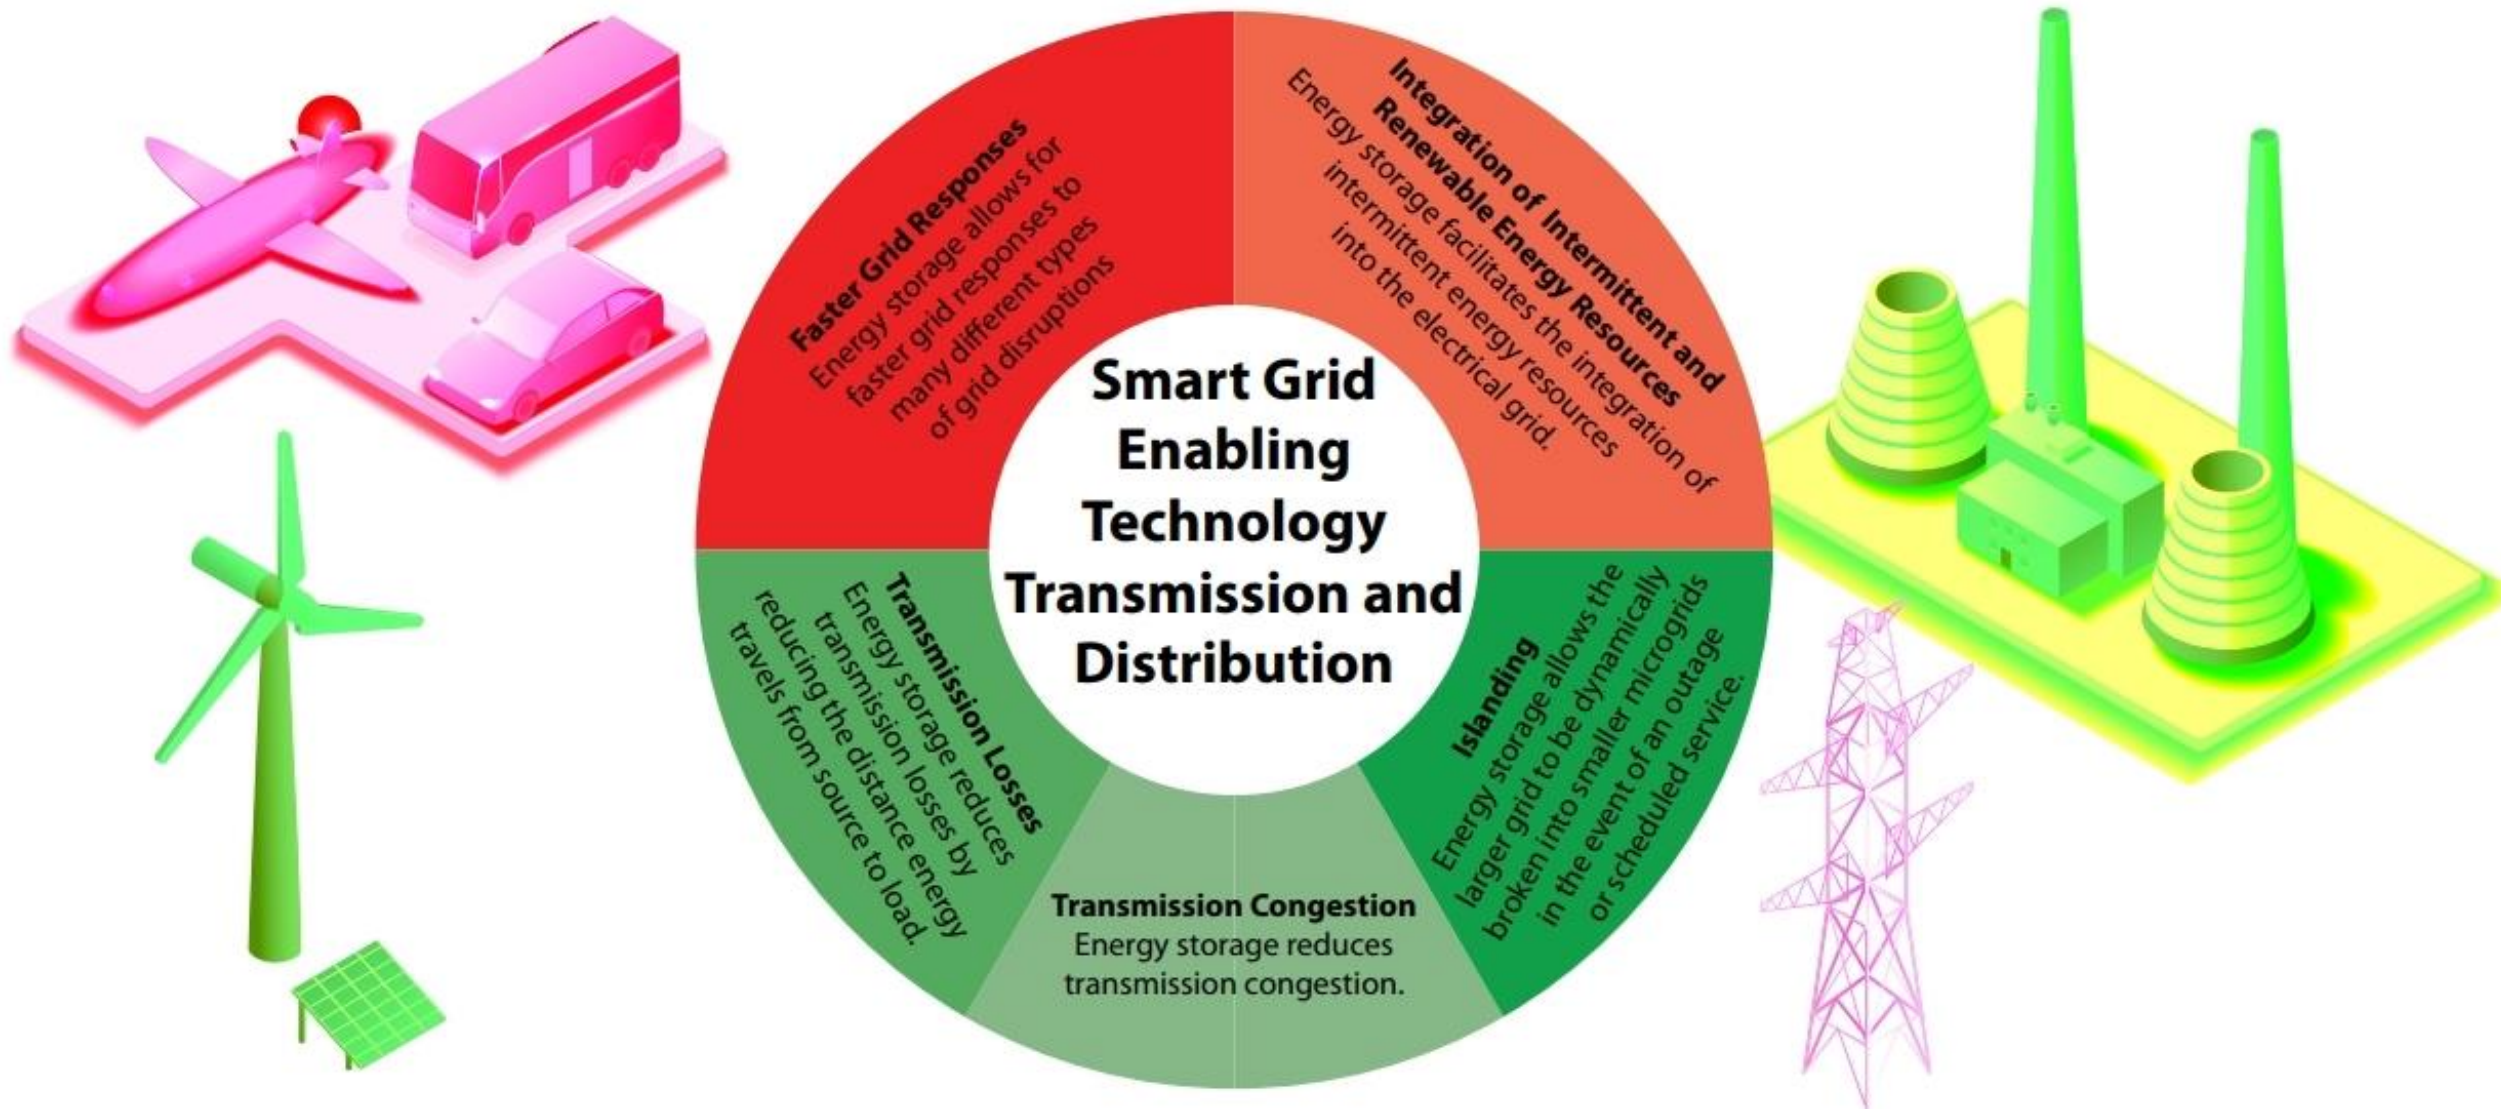 Smart Grid
Enabling
Technology
Transmission and
Distribution
Faster Grid Responses
Energy storage allows for
faster grid responses to
many different types
of grid disruptions
Integration of Intermittent and
Renewable Energy Resources
Energy storage facilitates the integration of
intermittent energy resources
into the electrical grid.
Islanding
Energy storage allows the
larger grid to be dynamically
broken into smaller microgrids
in the event of an outage
or scheduled service.
Transmission Congestion
Energy storage reduces
transmission congestion.
Transmission Losses
Energy storage reduces
transmission losses by
reducing the distance energy
travels from source to load.